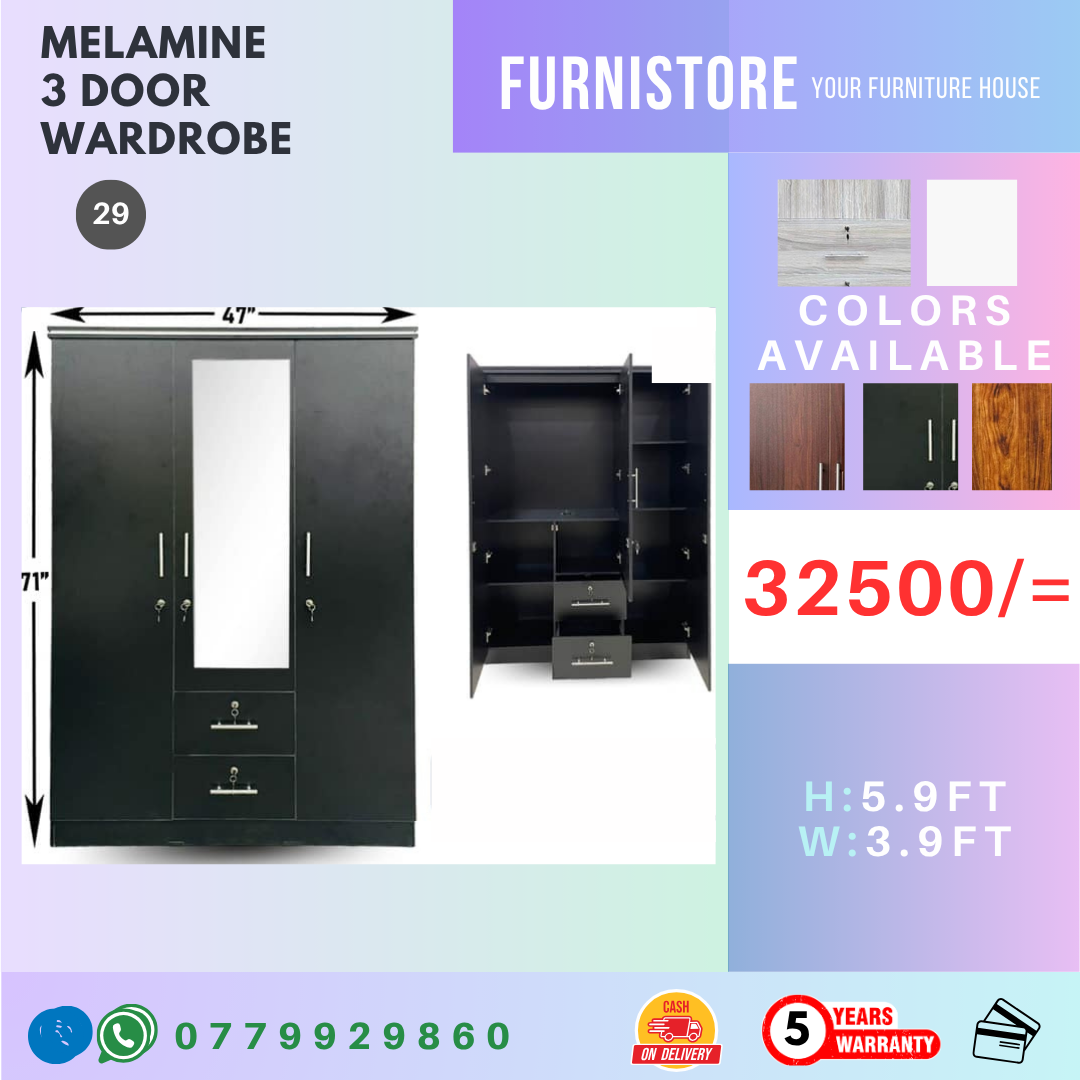 MELAMINE
3 DOOR
WARDROBE
29
FURNISTORE YOUR FURNITURE HOUSE
COLORS
AVAILABLE
47”
71”
32500/=
H:5.9FT
W:3.9FT
0779929860
CASH
ON DELIVERY
5 YEARS
WARRANTY